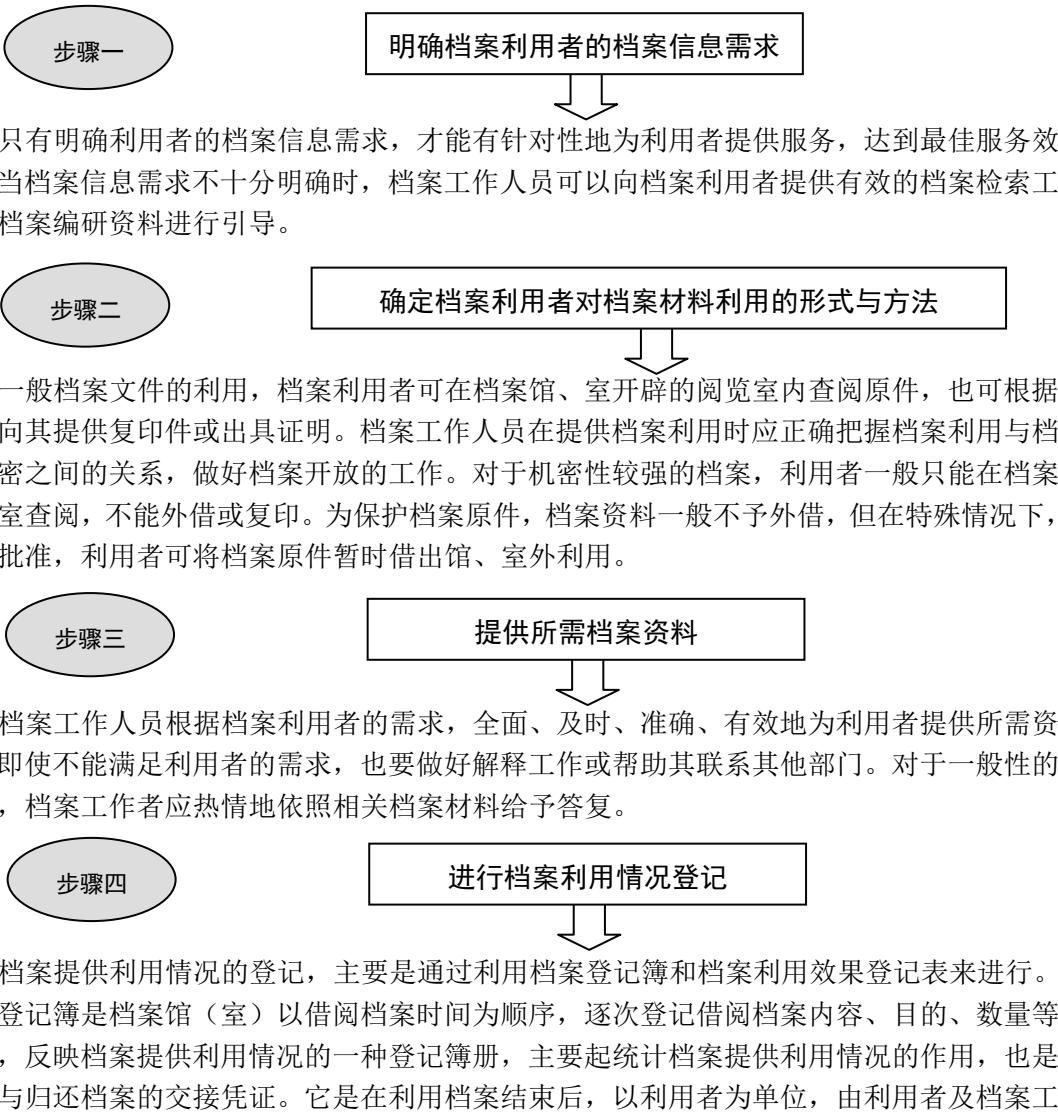 步骤一
明确档案利用者的档案信息需求
只有明确利用者的档案信息需求，才能有针对性地为利用者提供服务，达到最佳服务效
当档案信息需求不十分明确时，档案工作人员可以向档案利用者提供有效的档案检索工
档案编研资料进行引导。
步骤二
确定档案利用者对档案材料利用的形式与方法
一般档案文件的利用，档案利用者可在档案馆、室开辟的阅览室内查阅原件，也可根据
向其提供复印件或出具证明。档案工作人员在提供档案利用时应正确把握档案利用与档
密之间的关系，做好档案开放的工作。对于机密性较强的档案，利用者一般只能在档案
室查阅，不能外借或复印。为保护档案原件，档案资料一般不予外借，但在特殊情况下，
批准，利用者可将档案原件暂时借出馆、室外利用。
步骤三
提供所需档案资料
档案工作人员根据档案利用者的需求，全面、及时、准确、有效地为利用者提供所需资
即使不能满足利用者的需求，也要做好解释工作或帮助其联系其他部门。对于一般性的
，档案工作者应热情地依照相关档案材料给予答复。
步骤四
进行档案利用情况登记
档案提供利用情况的登记，主要是通过利用档案登记簿和档案利用效果登记表来进行。
登记簿是档案馆（室）以借阅档案时间为顺序，逐次登记借阅档案内容、目的、数量等
，反映档案提供利用情况的一种登记簿册，主要起统计档案提供利用情况的作用，也是
与归还档案的交接凭证。它是在利用档案结束后，以利用者为单位，由利用者及档案工